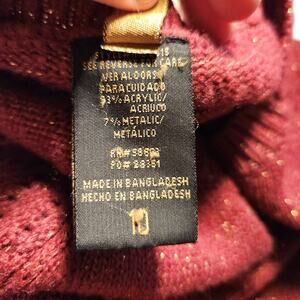 SEE REVERSE FOR CARE
VER AL DORSO
PARA CUIDADO
93% ACRYLIC/
ACRILICO
7% METALIC/
METÁLICO
MADE IN BANGLADESH
HECHO EN BANGLADESH